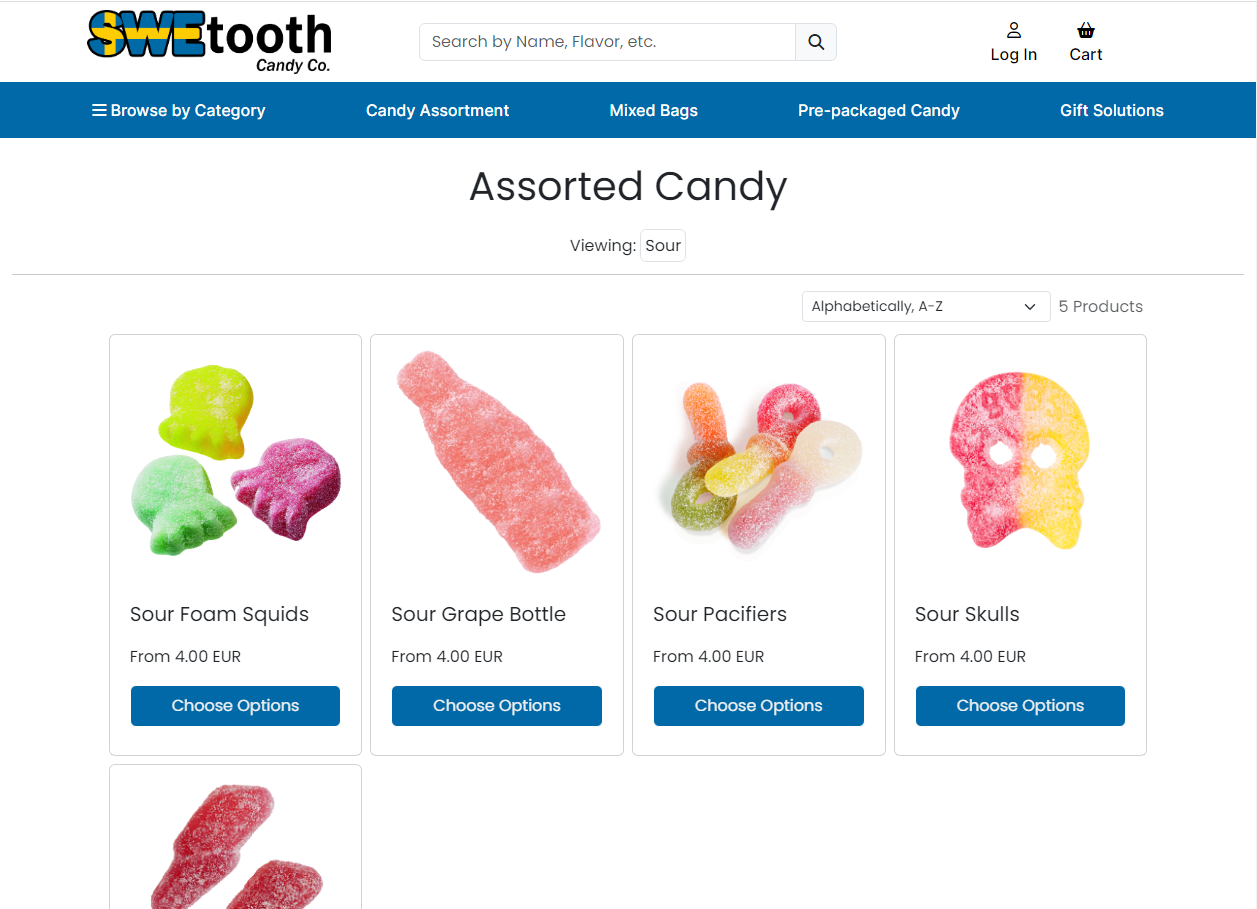 SWEtooth
Candy Co.
Search by Name, Flavor, etc.
Log In
Cart
Browse by Category
Candy Assortment
Mixed Bags
Pre-packaged Candy
Gift Solutions
Assorted Candy
Viewing: Sour
Alphabetically, A-Z
5 Products
Sour Foam Squids
From 4.00 EUR
Choose Options
Sour Grape Bottle
From 4.00 EUR
Choose Options
Sour Pacifiers
From 4.00 EUR
Choose Options
Sour Skulls
From 4.00 EUR
Choose Options